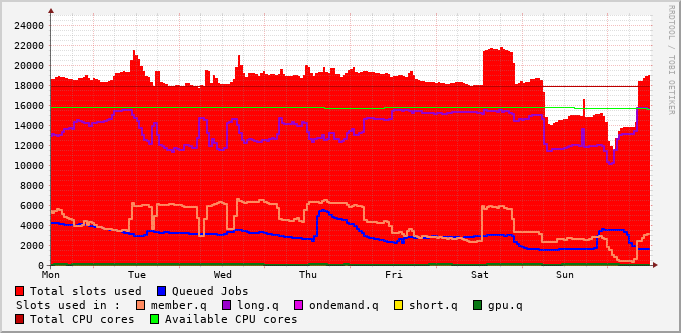 RRDTOOL / TOBI OETIKER
24000
22000
20000
18000
16000
14000
12000
10000
8000
6000
4000
2000
0
Mon Tue Wed Thu Fri Sat Sun
Total slots used Queued Jobs
Slots used in : member.q long.q ondemand.q short.q gpu.q
Total CPU cores Available CPU cores